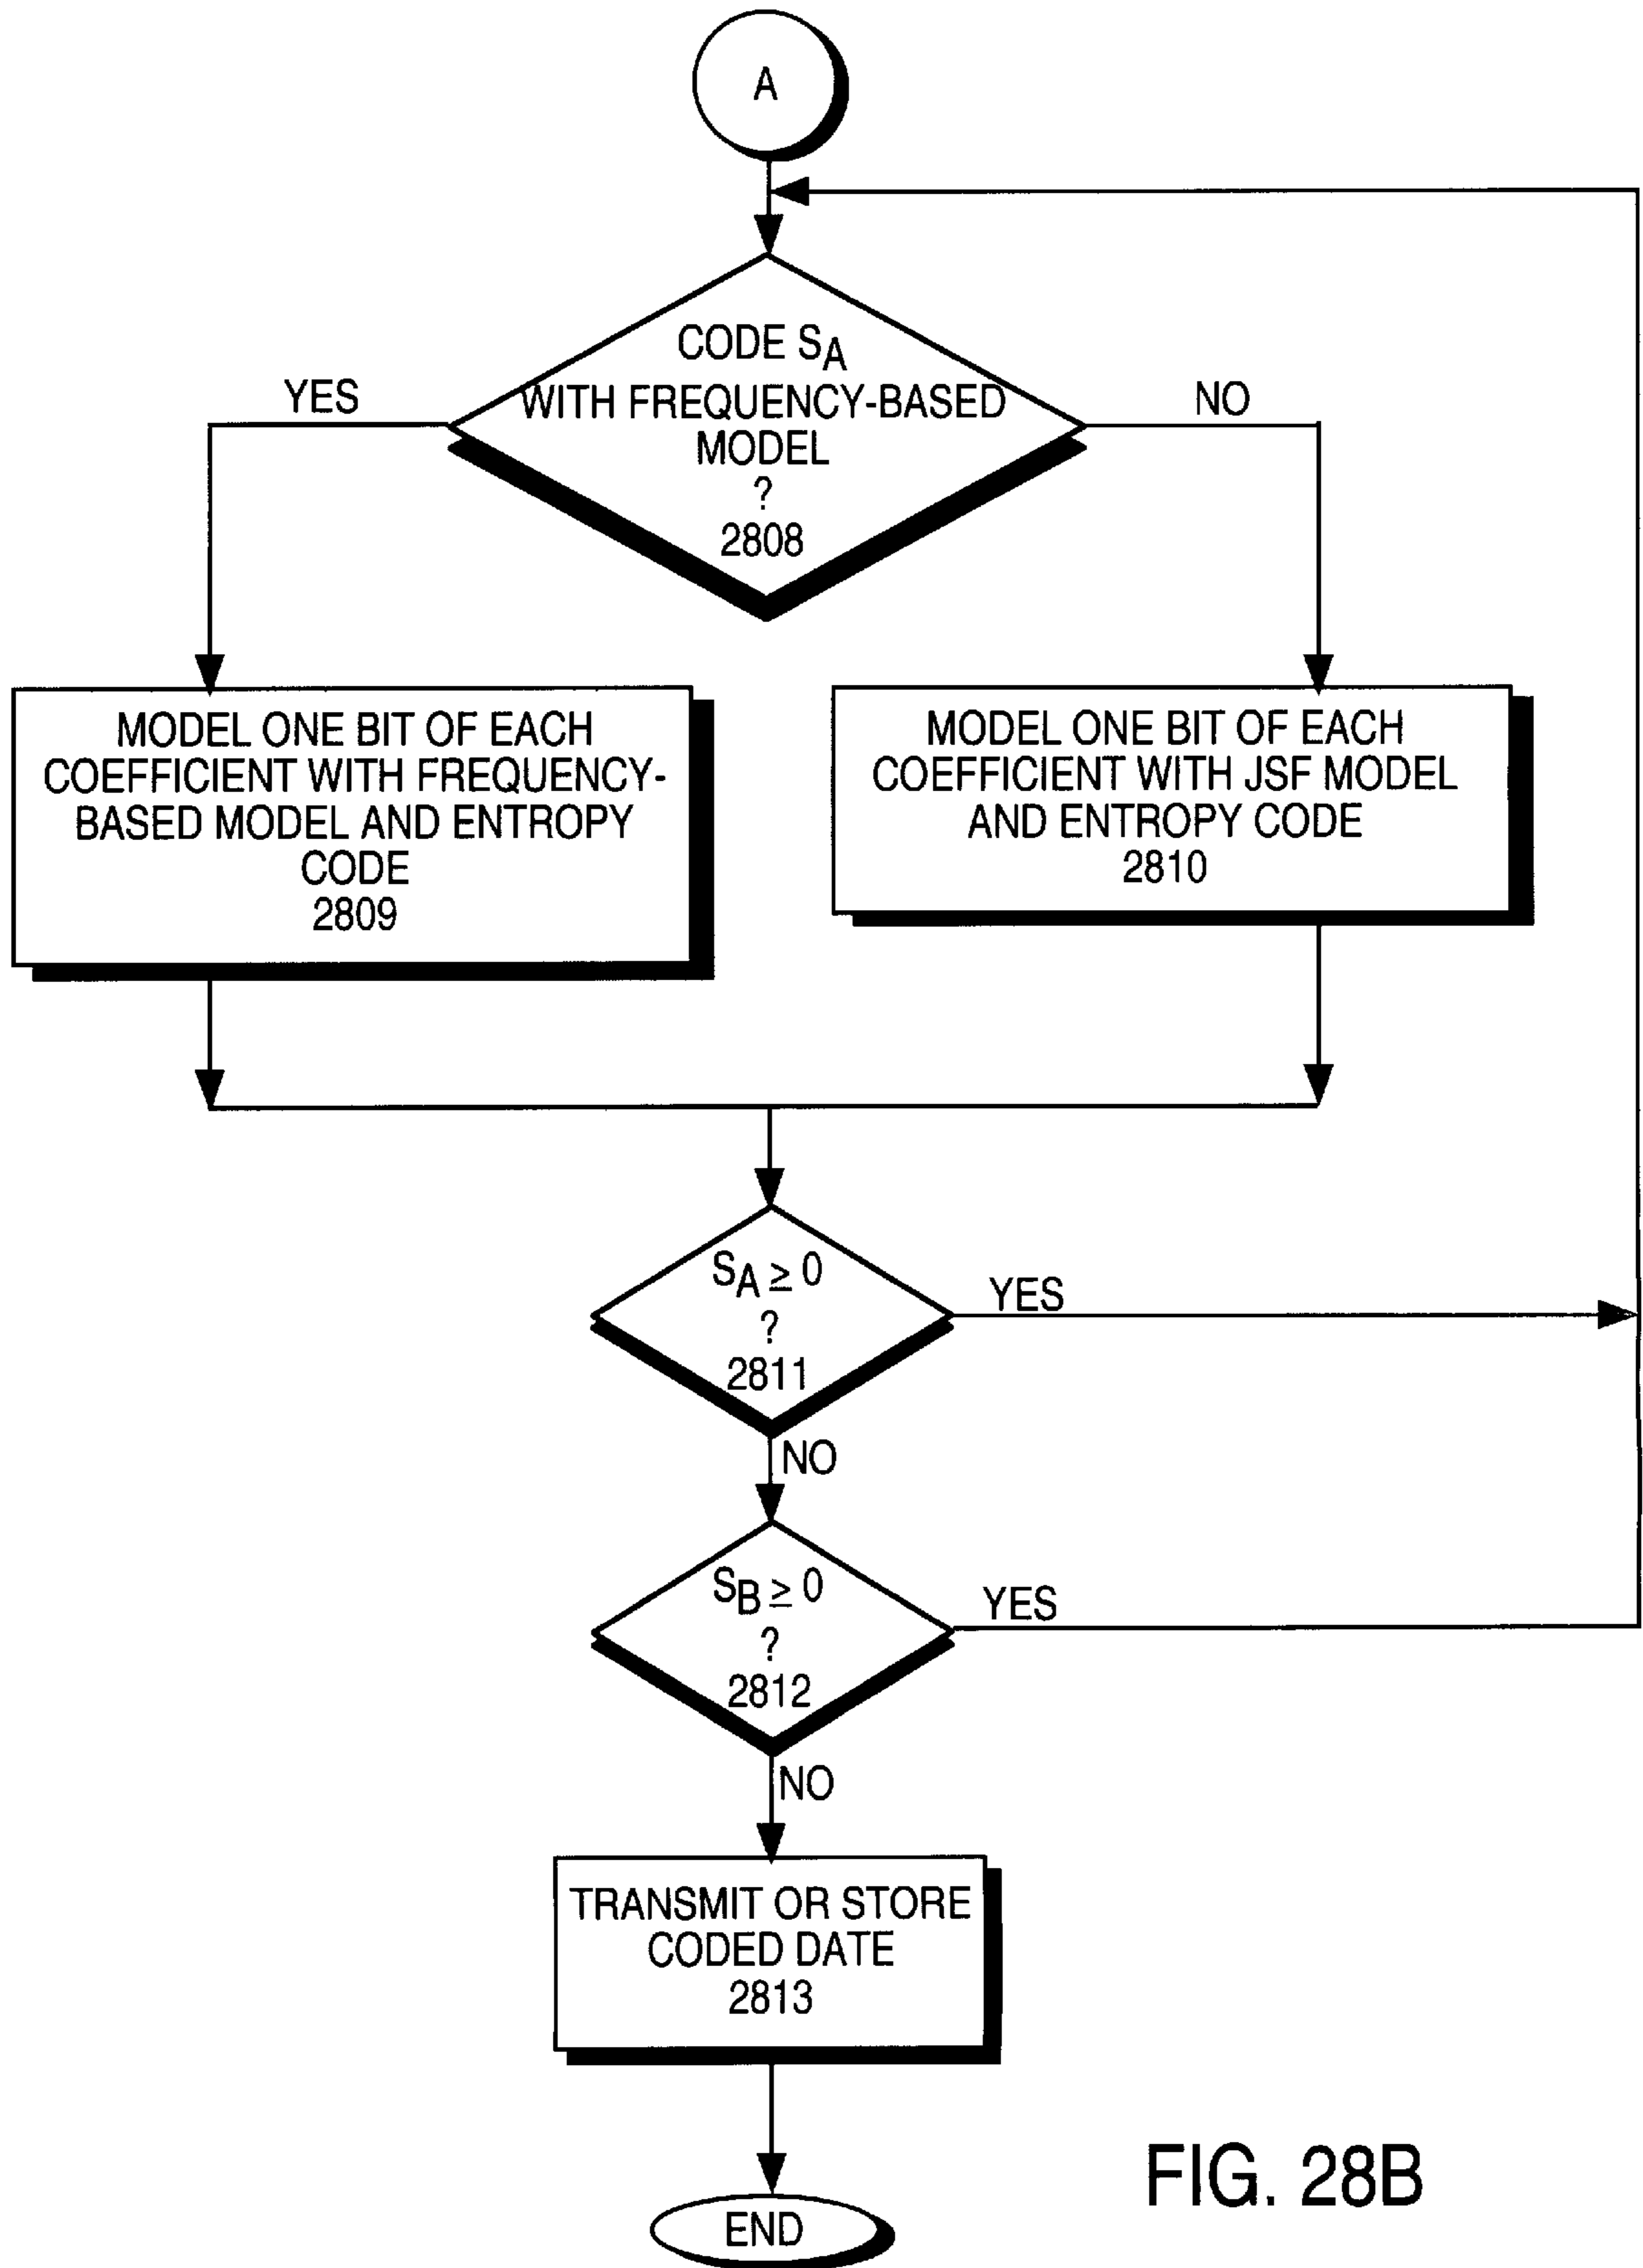 A
CODE SA
WITH FREQUENCY-BASED
MODEL
?
2808
YES
NO
MODEL ONE BIT OF EACH
COEFFICIENT WITH FREQUENCY-
BASED MODEL AND ENTROPY
CODE
2809
MODEL ONE BIT OF EACH
COEFFICIENT WITH JSF MODEL
AND ENTROPY CODE
2810
SA ≥ 0
?
2811
YES
NO
SB ≥ 0
?
2812
YES
NO
TRANSMIT OR STORE
CODED DATE
2813
END
FIG. 28B